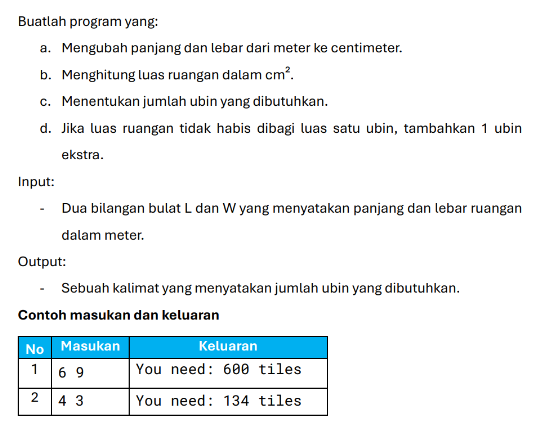 Buatlah program yang:
a. Mengubah panjang dan lebar dari meter ke centimeter.
b. Menghitung luas ruangan dalam cm².
c. Menentukan jumlah ubin yang dibutuhkan.
d. Jika luas ruangan tidak habis dibagi luas satu ubin, tambahkan 1 ubin
ekstra.
Input:
- Dua bilangan bulat L dan W yang menyatakan panjang dan lebar ruangan
dalam meter.
Output:
- Sebuah kalimat yang menyatakan jumlah ubin yang dibutuhkan.
Contoh masukan dan keluaran
No Masukan Keluaran
1 6 9 You need: 600 tiles
2 4 3 You need: 134 tiles